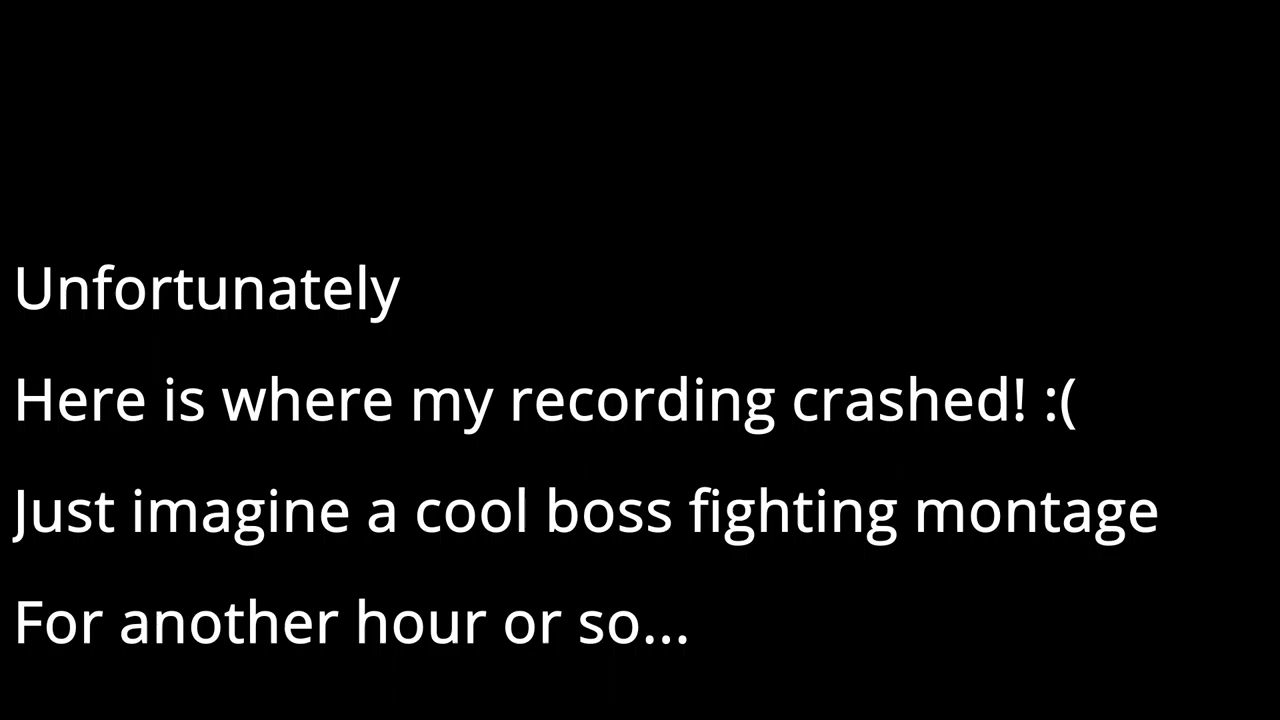 Unfortunately
Here is where my recording crashed! :(
Just imagine a cool boss fighting montage
For another hour or so...